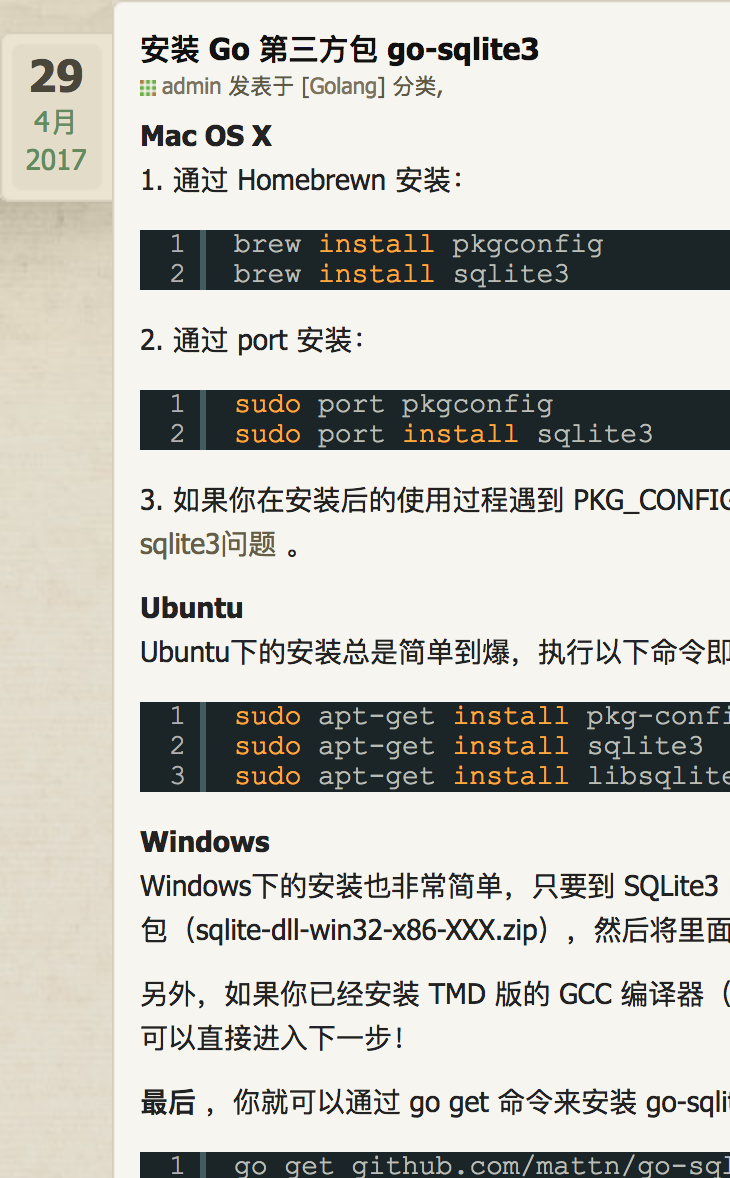 29
4月
2017
安装 Go 第三方包 go-sqlite3
admin 发表于 [Golang] 分类,
Mac OS X
1. 通过 Homebrewn 安装：
1 brew install pkgconfig
2 brew install sqlite3
2. 通过 port 安装：
1 sudo port pkgconfig
2 sudo port install sqlite3
3. 如果你在安装后的使用过程遇到 PKG_CONFIG
sqlite3问题 。
Ubuntu
Ubuntu下的安装总是简单到爆，执行以下命令即
1 sudo apt-get install pkg-confi
2 sudo apt-get install sqlite3
3 sudo apt-get install libsqlite
Windows
Windows下的安装也非常简单，只要到 SQLite3
包（sqlite-dll-win32-x86-XXX.zip），然后将里面
另外，如果你已经安装 TMD 版的 GCC 编译器（
可以直接进入下一步！
最后 ，你就可以通过 go get 命令来安装 go-sqlit
1 go get github.com/mattn/go-sql